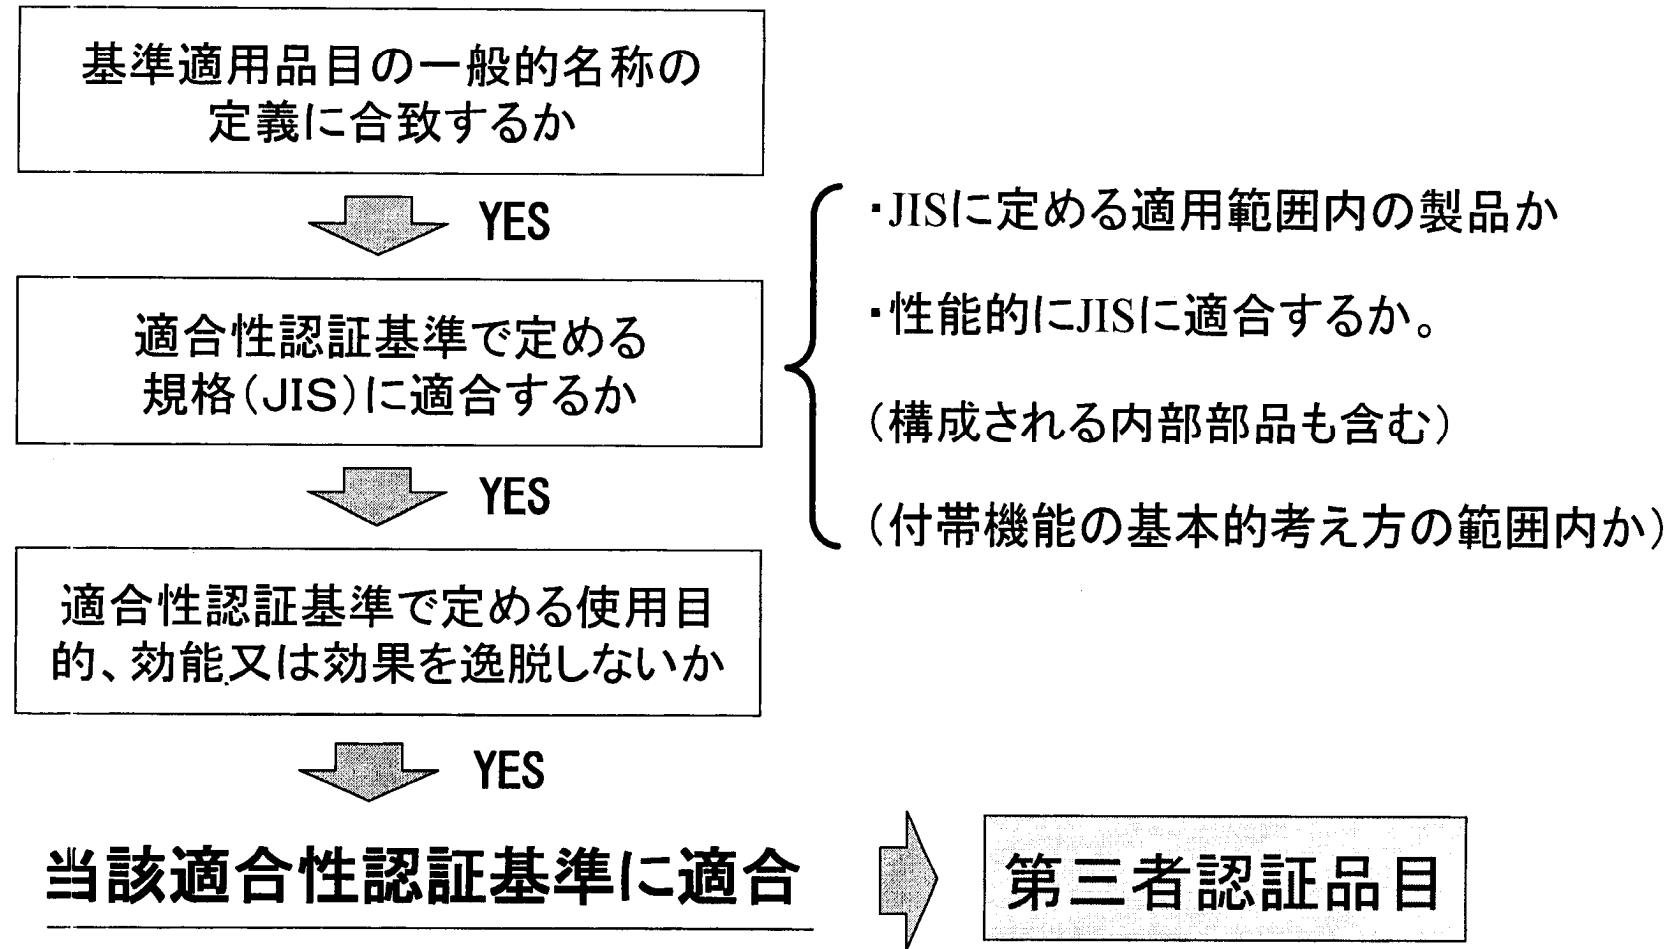 基準適用品目の一般的名称の
定義に合致するか
YES
適合性認証基準で定める
規格(JIS)に適合するか
・JISに定める適用範囲内の製品か
・性能的にJISに適合するか。
(構成される内部部品も含む)
(付帯機能の基本的考え方の範囲内か)
YES
適合性認証基準で定める使用目
的、効能又は効果を逸脱しないか
YES
当該適合性認証基準に適合
第三者認証品目